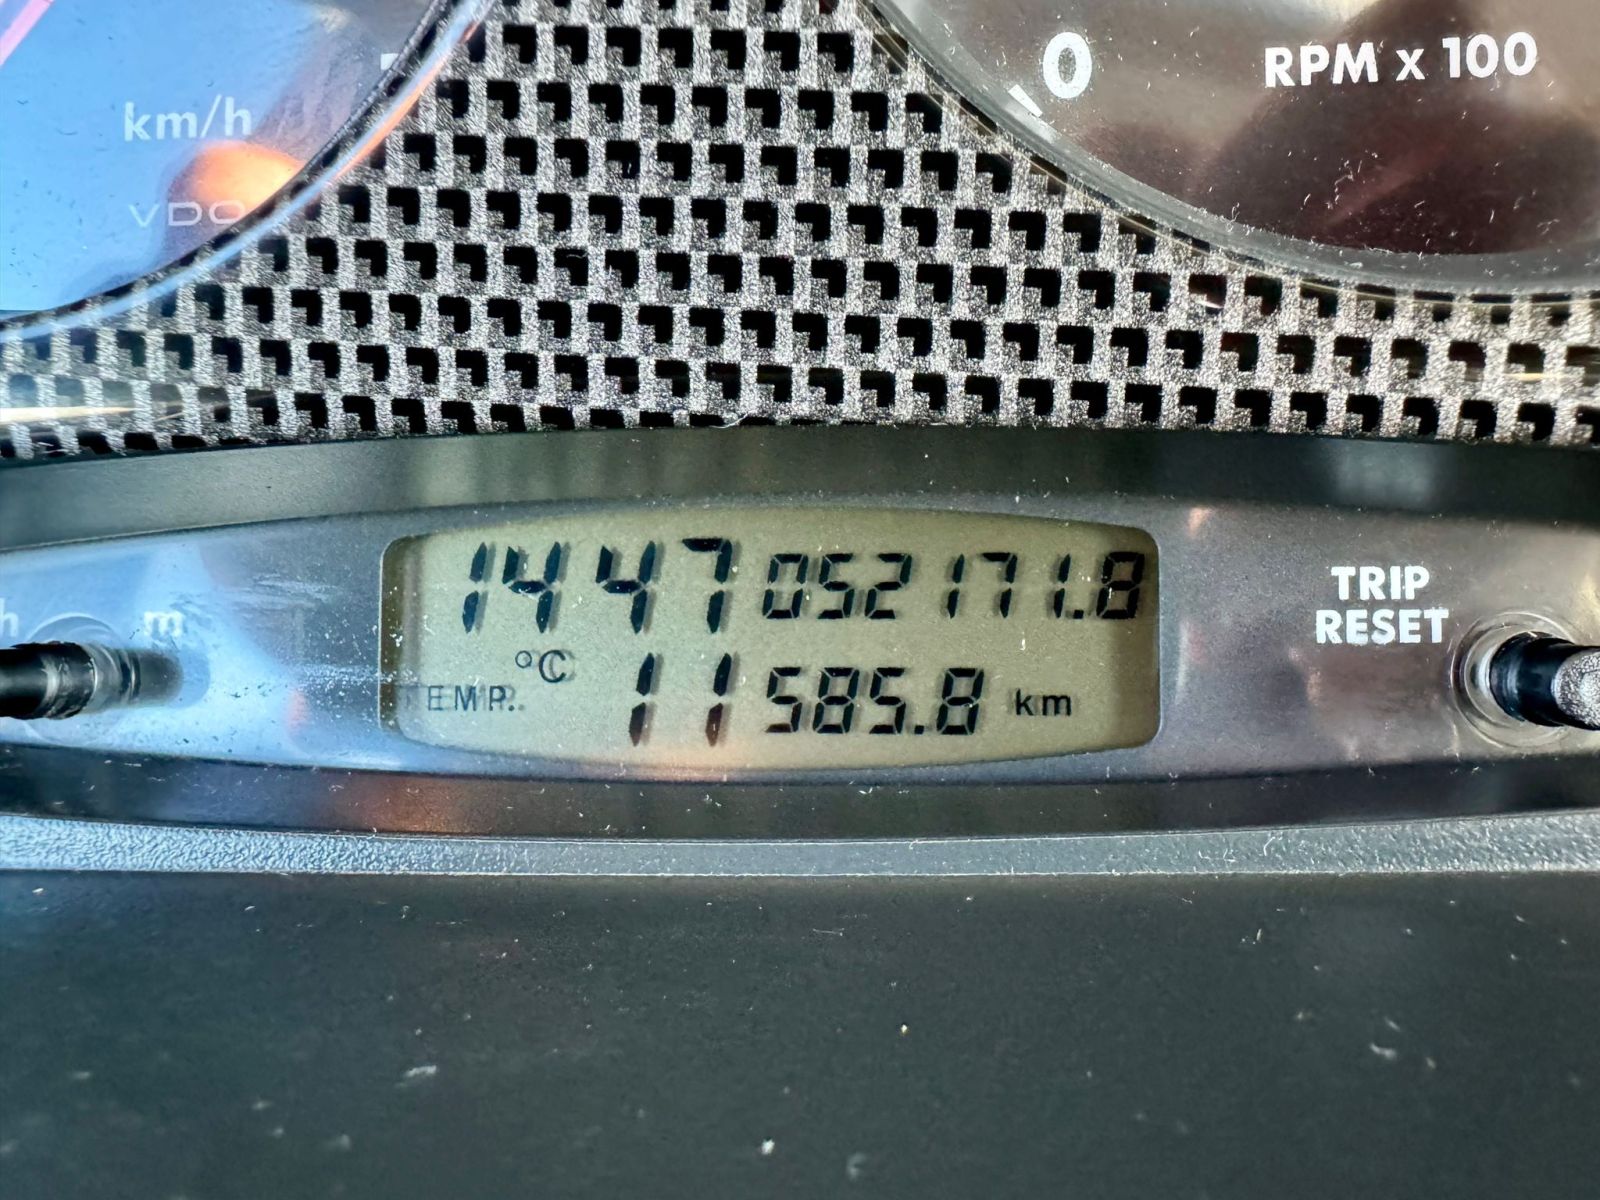 0 RPM x 100
km/h
VDO
1447 052171.8
h m
TRIP
RESET
°C
TEMP. 11 585.8 km